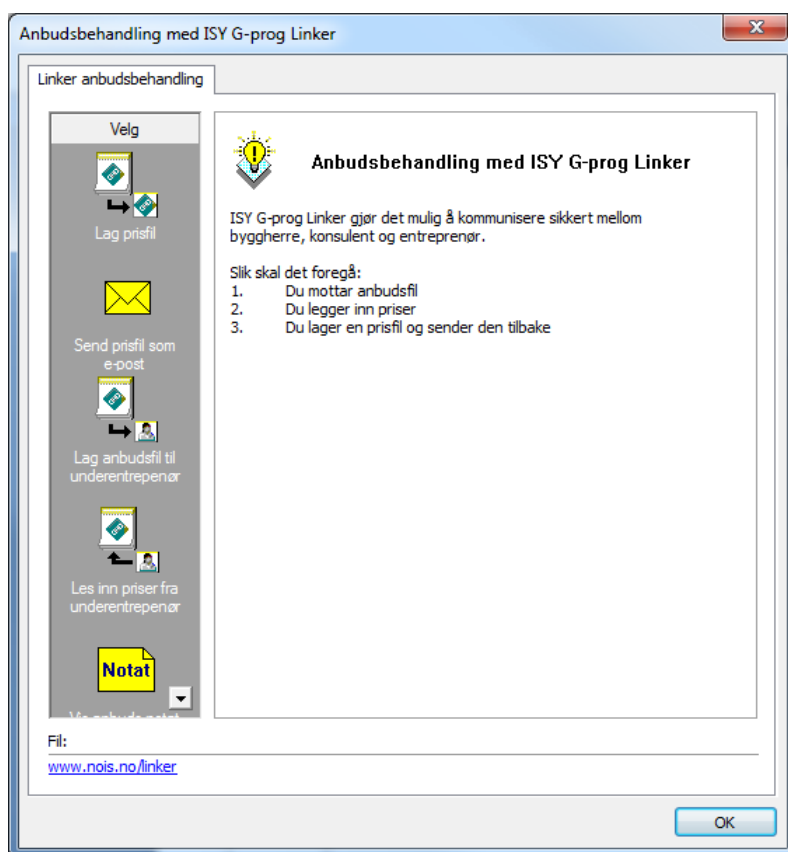 Anbudsbehandling med ISY G-prog Linker
Linker anbudsbehandling
Velg
Lag prisfil
Send prisfil som
e-post
Lag anbudsfil til
underentrepenør
Les inn priser fra
underentrepenør
Notat
Vis anbuds notat
Anbudsbehandling med ISY G-prog Linker
ISY G-prog Linker gjør det mulig å kommunisere sikkert mellom
byggherre, konsulent og entreprenør.
Slik skal det foregå:
1. Du mottar anbudsfil
2. Du legger inn priser
3. Du lager en prisfil og sender den tilbake
Fil:
www.nois.no/linker
OK